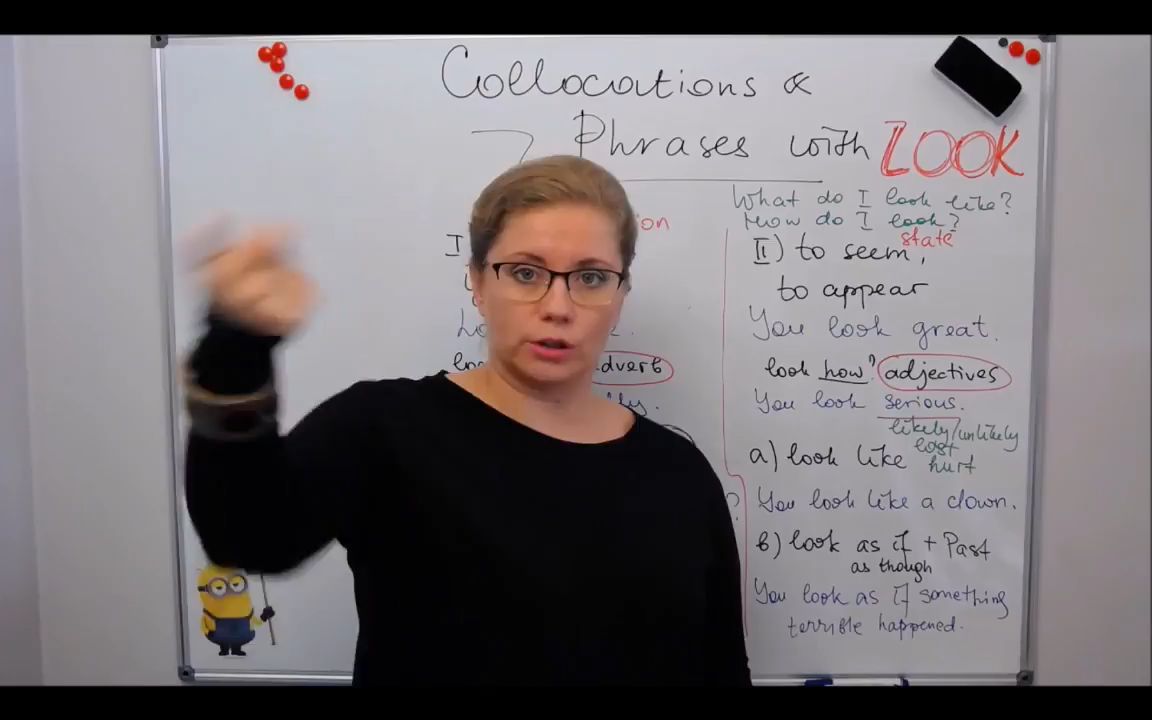 Collocations &
Phrases with LOOK
What do I look like?
How do I look?
I
II) to seem, state
to appear
You look great.
adverb
look how? adjectives
You look serious.
likely/unlikely
lost
a) look like hurt
? You look like a clown.
b) look as if + Past
as though
You look as if something
terrible happened.